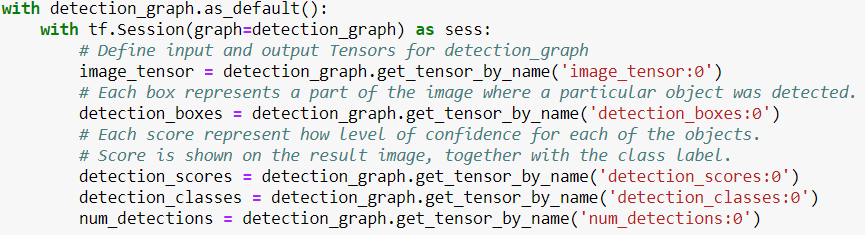 with detection_graph.as_default():
    with tf.Session(graph=detection_graph) as sess:
        # Define input and output Tensors for detection_graph
        image_tensor = detection_graph.get_tensor_by_name('image_tensor:0')
        # Each box represents a part of the image where a particular object was detected.
        detection_boxes = detection_graph.get_tensor_by_name('detection_boxes:0')
        # Each score represent how level of confidence for each of the objects.
        # Score is shown on the result image, together with the class label.
        detection_scores = detection_graph.get_tensor_by_name('detection_scores:0')
        detection_classes = detection_graph.get_tensor_by_name('detection_classes:0')
        num_detections = detection_graph.get_tensor_by_name('num_detections:0')